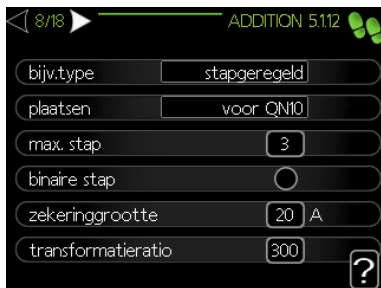 8/18 ADDITION 5.1.12
bijv.type stapgeregeld
plaatsen voor QN10
max. stap 3
binaire stap
zekeringgrootte 20 A
transformatieratio 300
?